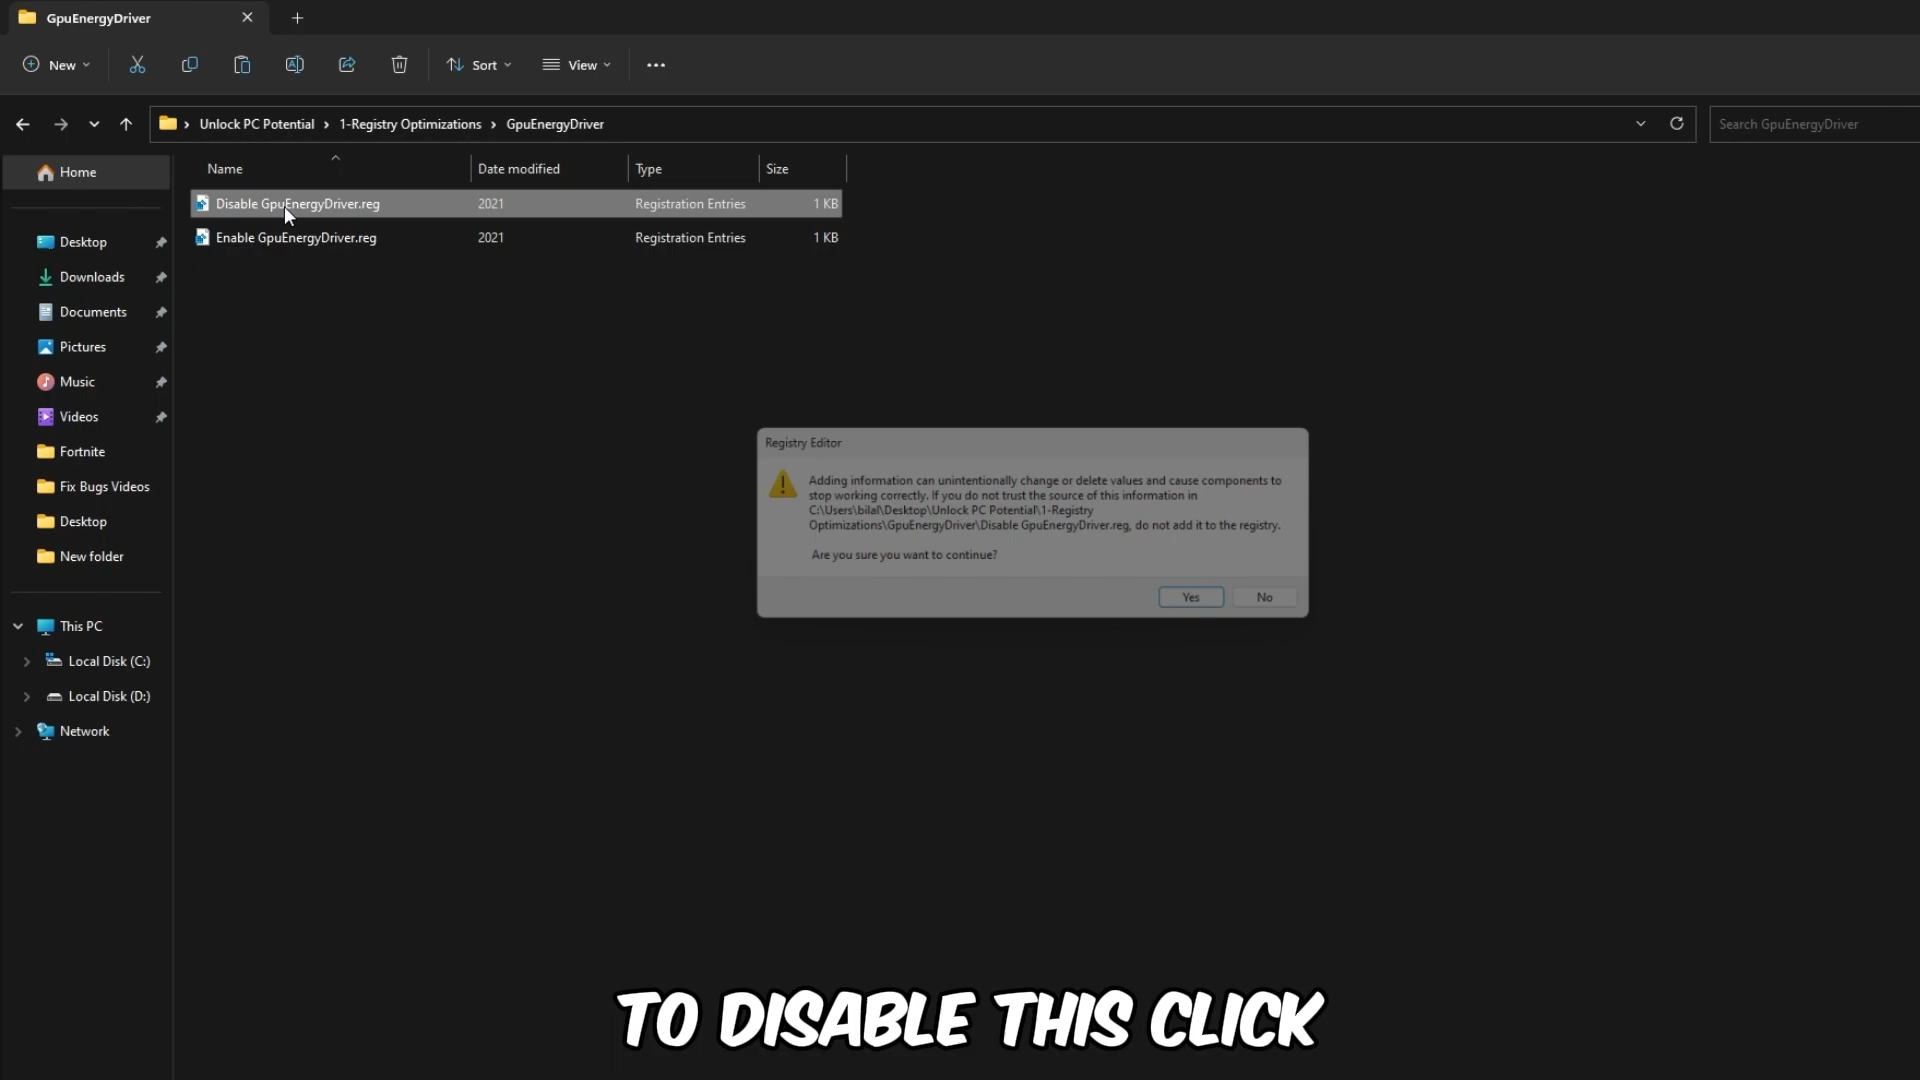 GpuEnergyDriver
New
Sort
View
Unlock PC Potential
1-Registry Optimizations
GpuEnergyDriver
Search GpuEnergyDriver
Name
Date modified
Type
Size
Disable GpuEnergyDriver.reg
2021
Registration Entries
1 KB
Enable GpuEnergyDriver.reg
2021
Registration Entries
1 KB
Home
Desktop
Downloads
Documents
Pictures
Music
Videos
Fortnite
Fix Bugs Videos
Desktop
New folder
This PC
Local Disk (C:)
Local Disk (D:)
Network
Registry Editor
Adding information can unintentionally change or delete values and cause components to
stop working correctly. If you do not trust the source of this information in
C:\Users\bilal\Desktop\Unlock PC Potential\1-Registry
Optimizations\GpuEnergyDriver\Disable GpuEnergyDriver.reg, do not add it to the registry.
Are you sure you want to continue?
Yes
No
TO DISABLE THIS CLICK